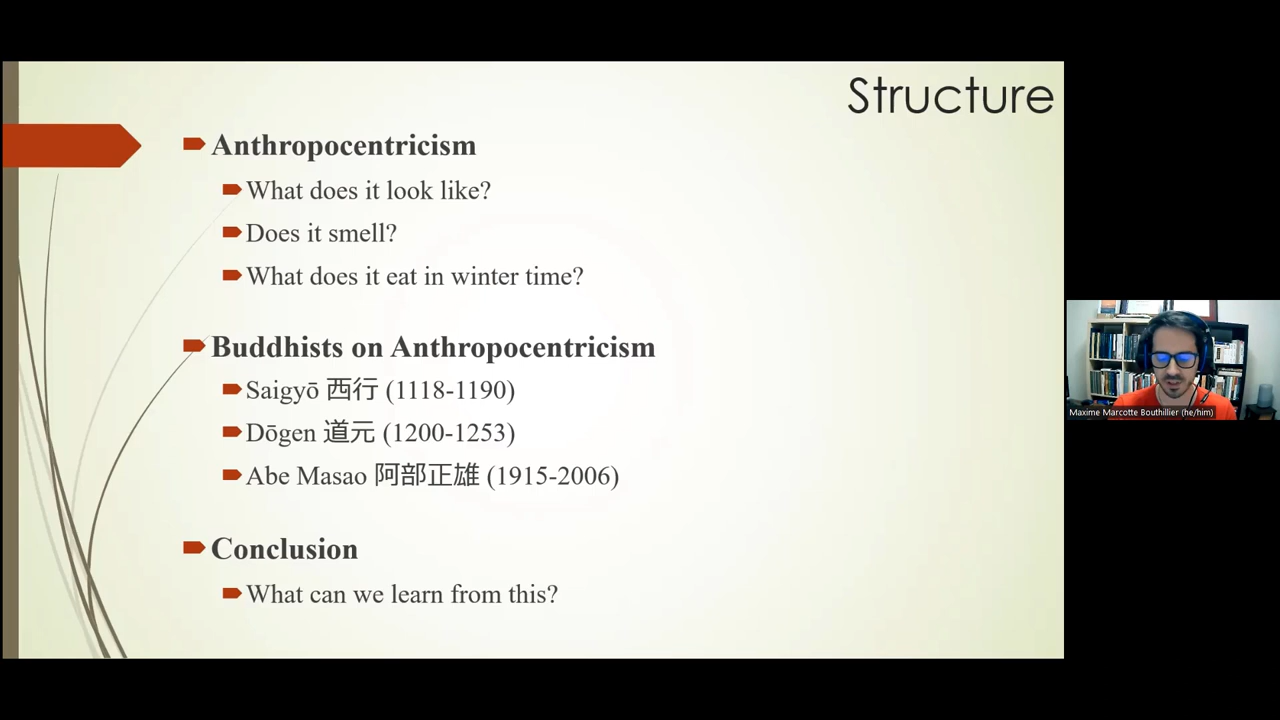 Structure
Anthropocentricism
What does it look like?
Does it smell?
What does it eat in winter time?
Buddhists on Anthropocentricism
Saigyō 西行 (1118-1190)
Dōgen 道元 (1200-1253)
Abe Masao 阿部正雄 (1915-2006)
Conclusion
What can we learn from this?
Maxime Marcotte Bouthillier (he/him)